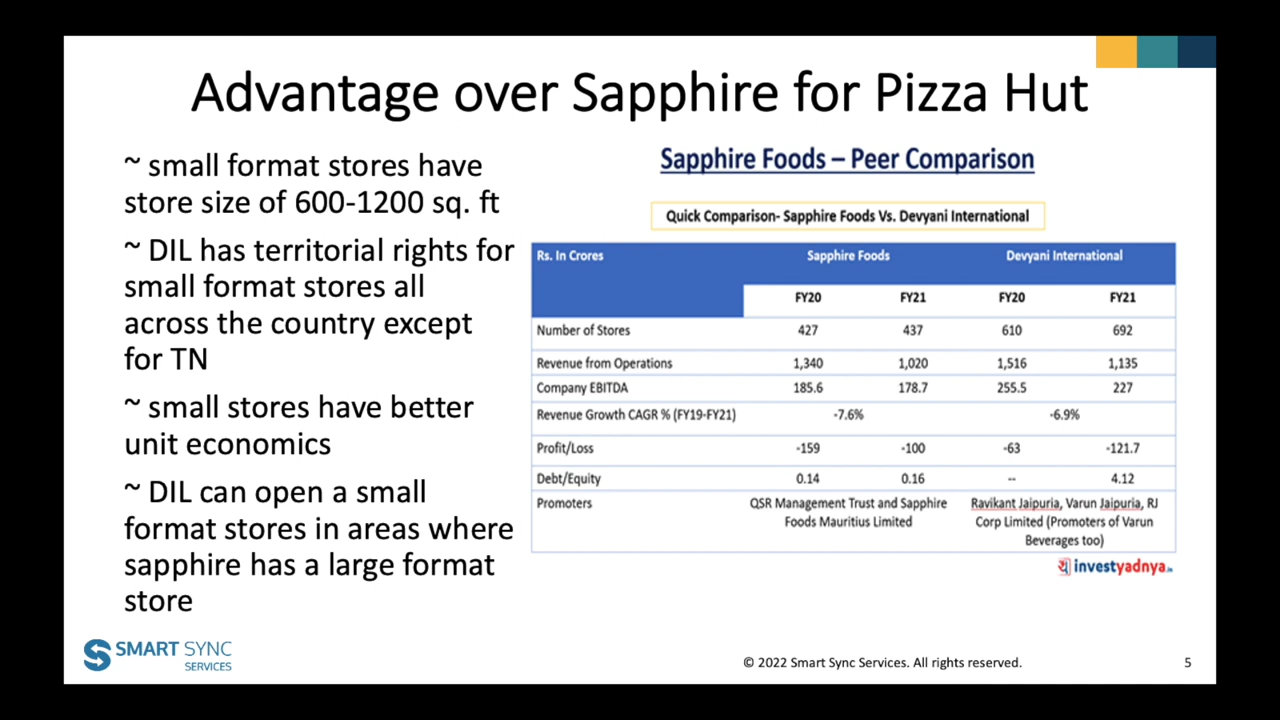 Advantage over Sapphire for Pizza Hut
~ small format stores have
store size of 600-1200 sq. ft
~ DIL has territorial rights for
small format stores all
across the country except
for TN
~ small stores have better
unit economics
~ DIL can open a small
format stores in areas where
sapphire has a large format
store
Sapphire Foods – Peer Comparison
Quick Comparison- Sapphire Foods Vs. Devyani International
Rs. In Crores Sapphire Foods Devyani International
FY20 FY21 FY20 FY21
Number of Stores 427 437 610 692
Revenue from Operations 1,340 1,020 1,516 1,135
Company EBITDA 185.6 178.7 255.5 227
Revenue Growth CAGR % (FY19-FY21) -7.6% -6.9%
Profit/Loss -159 -100 -63 -121.7
Debt/Equity 0.14 0.16 -- 4.12
Promoters QSR Management Trust and Sapphire Ravikant Jaipuria, Varun Jaipuria, RJ
Foods Mauritius Limited Corp Limited (Promoters of Varun
Beverages too)
investyadnya.in
SMART SYNC
SERVICES
© 2022 Smart Sync Services. All rights reserved.
5